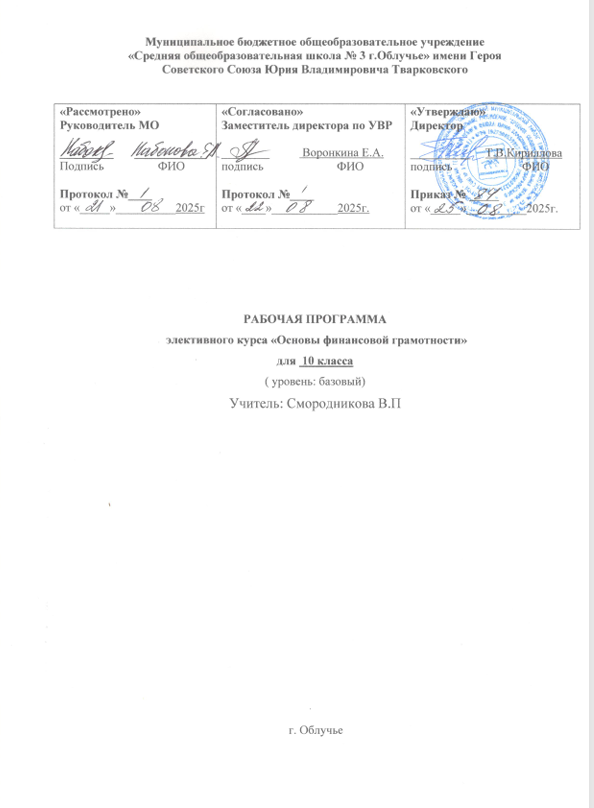 Муниципальное бюджетное общеобразовательное учреждение
«Средняя общеобразовательная школа № 3 г.Облучье» имени Героя
Советского Союза Юрия Владимировича Тварковского
«Рассмотрено»
Руководитель МО
Подпись ФИО
Протокол № 1
от « 21 » 08 2025г
«Согласовано»
Заместитель директора по УВР
Воронкина Е.А.
подпись ФИО
Протокол № 1
от « 22 » 08 2025г.
«Утверждаю»
Директор
Г.В.Кириллова
подпись ФИО
Приказ 84
от « 25 » 08 2025г.
РАБОЧАЯ ПРОГРАММА
элективного курса «Основы финансовой грамотности»
для 10 класса
( уровень: базовый)
Учитель: Смородникова В.П
г. Облучье